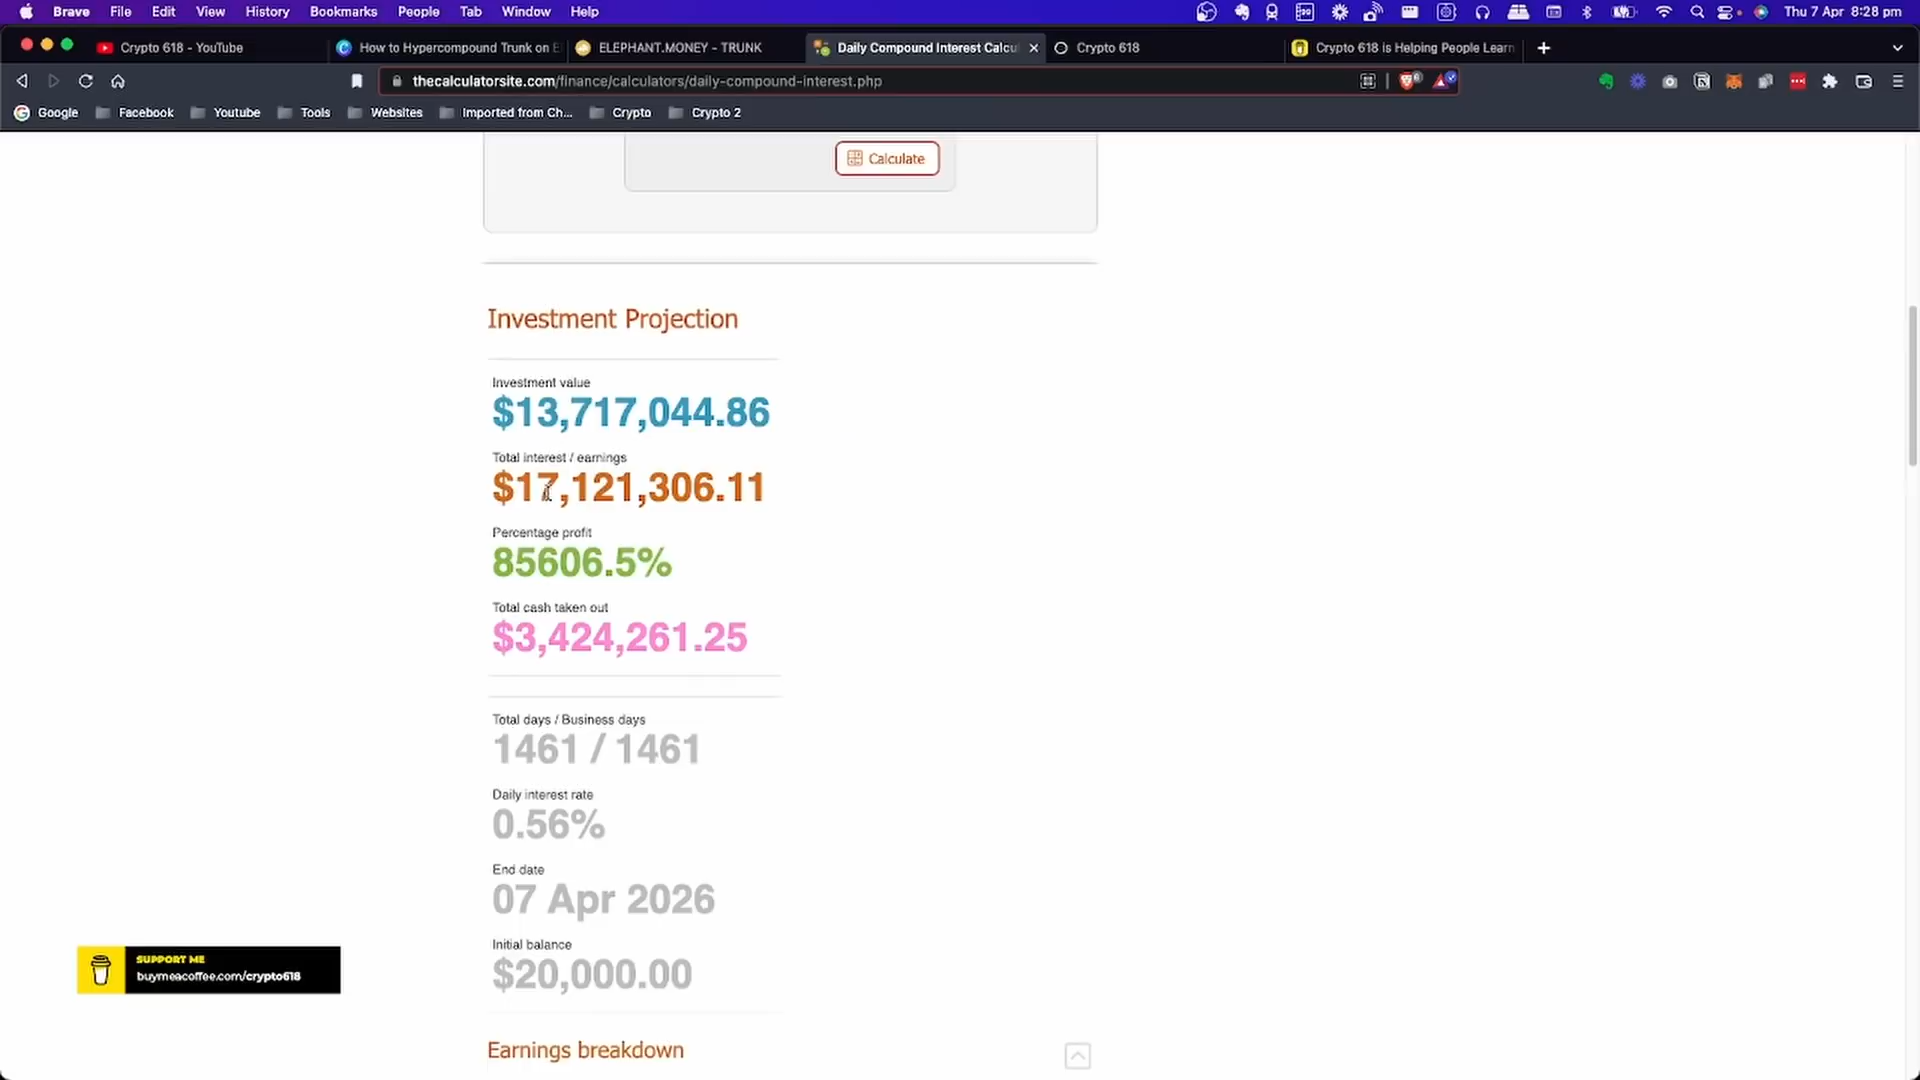 Brave File Edit View History Bookmarks People Tab Window Help Thu 7 Apr 8:28 pm
Crypto 618 - YouTube
How to Hypercompound Trunk on E
ELEPHANT.MONEY - TRUNK
Daily Compound Interest Calcu
Crypto 618
Crypto 618 is Helping People Learn
thecalculatorsite.com/finance/calculators/daily-compound-interest.php
Google Facebook Youtube Tools Websites Imported from Ch... Crypto Crypto 2
Calculate
Investment Projection
Investment value
$13,717,044.86
Total interest / earnings
$17,121,306.11
Percentage profit
85606.5%
Total cash taken out
$3,424,261.25
Total days / Business days
1461 / 1461
Daily interest rate
0.56%
End date
07 Apr 2026
Initial balance
$20,000.00
SUPPORT ME
buymeacoffee.com/crypto618
Earnings breakdown